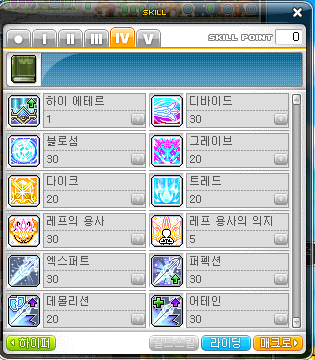 SKILL
I II III IV V SKILL POINT 0
하이 에테르 디바이드
1 30
블로섬 그레이브
30 20
다이크 트레드
20 20
레프의 용사 레프 용사의 의지
30 5
엑스퍼트 퍼펙션
30 30
데몰리션 어테인
20 30
하이퍼 길드스킬 라이딩 매크로